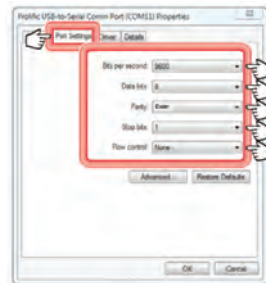 Prolific USB-to-Serial Comm Port (COM11) Properties
Port Settings Driver Details
Bits per second: 9600
Data bits: 8
Parity: Even
Stop bits: 1
Flow control: None
Advanced... Restore Defaults
OK Cancel